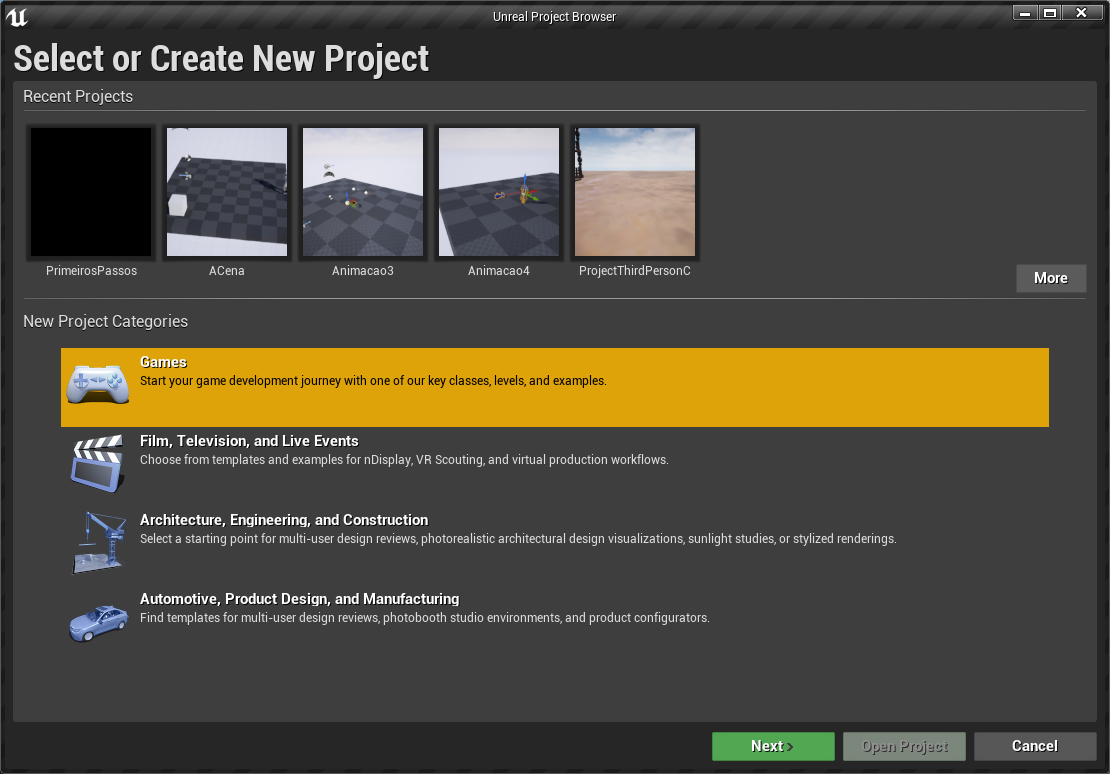 Unreal Project Browser
Select or Create New Project
Recent Projects
PrimeirosPassos
ACena
Animacao3
Animacao4
ProjectThirdPersonC
More
New Project Categories
Games
Start your game development journey with one of our key classes, levels, and examples.
Film, Television, and Live Events
Choose from templates and examples for nDisplay, VR Scouting, and virtual production workflows.
Architecture, Engineering, and Construction
Select a starting point for multi-user design reviews, photorealistic architectural design visualizations, sunlight studies, or stylized renderings.
Automotive, Product Design, and Manufacturing
Find templates for multi-user design reviews, photobooth studio environments, and product configurators.
Next >
Open Project
Cancel